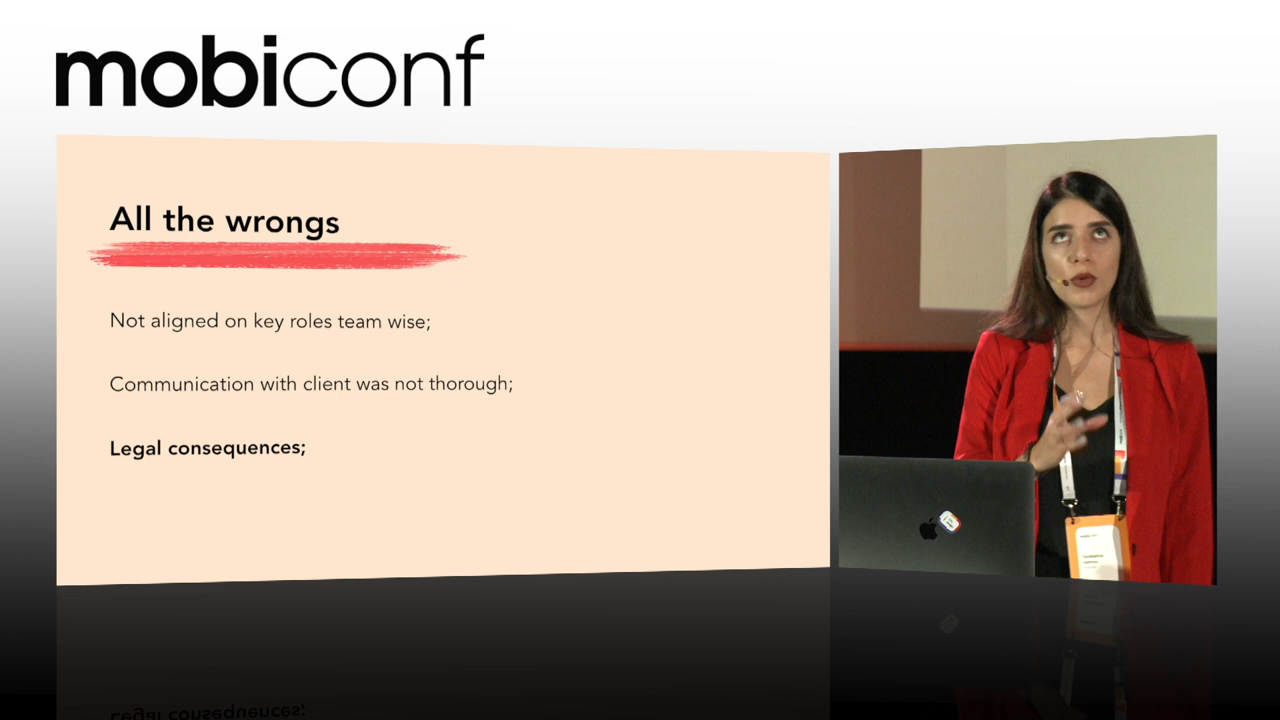 mobiconf
All the wrongs
Not aligned on key roles team wise;
Communication with client was not thorough;
Legal consequences;